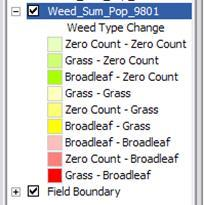 Weed_Sum_Pop_9801
Weed Type Change
Zero Count - Zero Count
Grass - Zero Count
Broadleaf - Zero Count
Grass - Grass
Zero Count - Grass
Broadleaf - Grass
Broadleaf - Broadleaf
Zero Count - Broadleaf
Grass - Broadleaf
Field Boundary